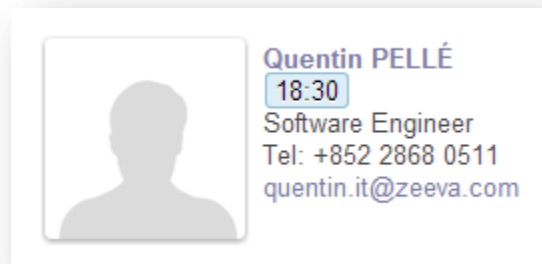 Quentin PELLÉ
18:30
Software Engineer
Tel: +852 2868 0511
quentin.it@zeeva.com